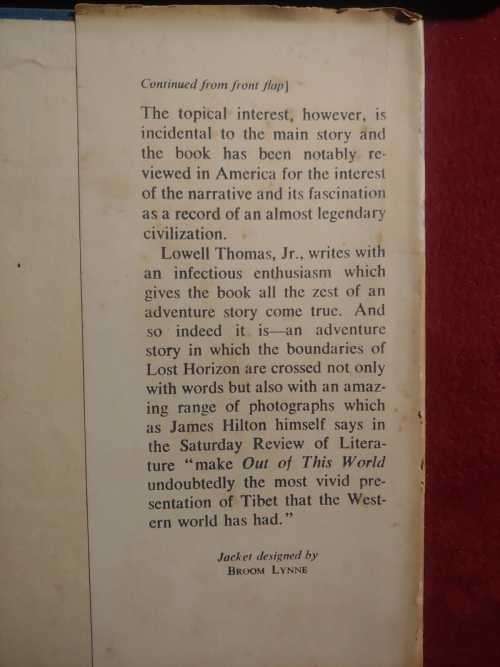 Continued from front flap]
The topical interest, however, is
incidental to the main story and
the book has been notably re-
viewed in America for the interest
of the narrative and its fascination
as a record of an almost legendary
civilization.
Lowell Thomas, Jr., writes with
an infectious enthusiasm which
gives the book all the zest of an
adventure story come true. And
so indeed it is—an adventure
story in which the boundaries of
Lost Horizon are crossed not only
with words but also with an amaz-
ing range of photographs which
as James Hilton himself says in
the Saturday Review of Litera-
ture “make Out of This World
undoubtedly the most vivid pre-
sentation of Tibet that the West-
ern world has had.”
Jacket designed by
BROOM LYNNE